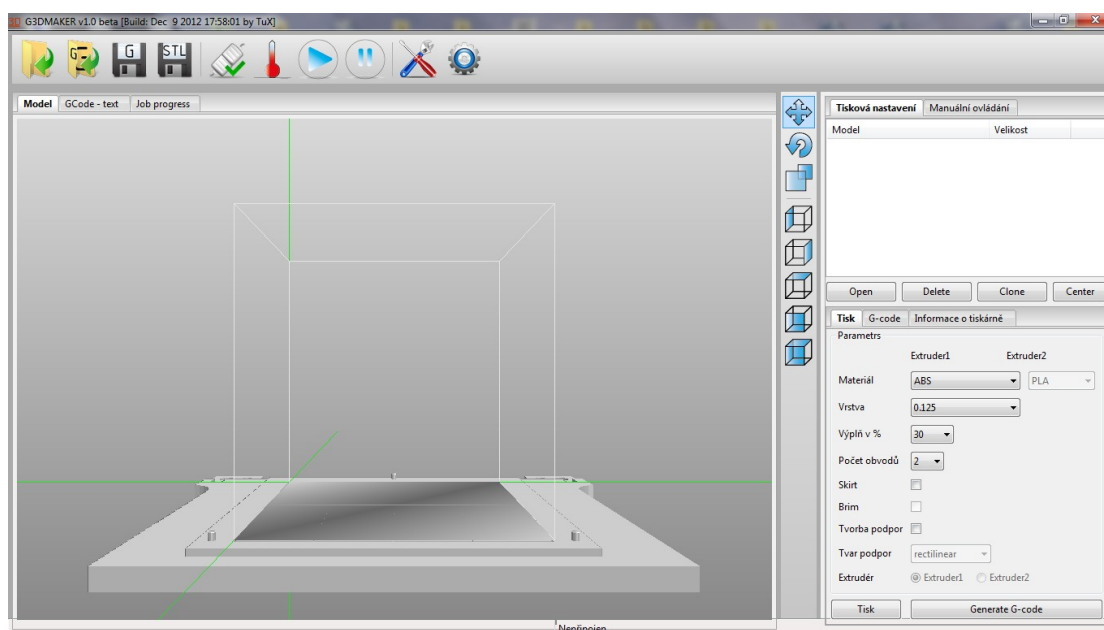 G3DMAKER v1.0 beta [Build: Dec 9 2012 17:58:01 by TuX]
G G STL
Model GCode - text Job progress
Tisková nastavení Manuální ovládání
Model Velikost
Open Delete Clone Center
Tisk G-code Informace o tiskárně
Parametrs
Extruder1 Extruder2
Materiál ABS PLA
Vrstva 0.125
Výplň v % 30
Počet obvodů 2
Skirt
Brim
Tvorba podpor
Tvar podpor rectilinear
Extrudér Extruder1 Extruder2
Tisk Generate G-code
Nepřipojen